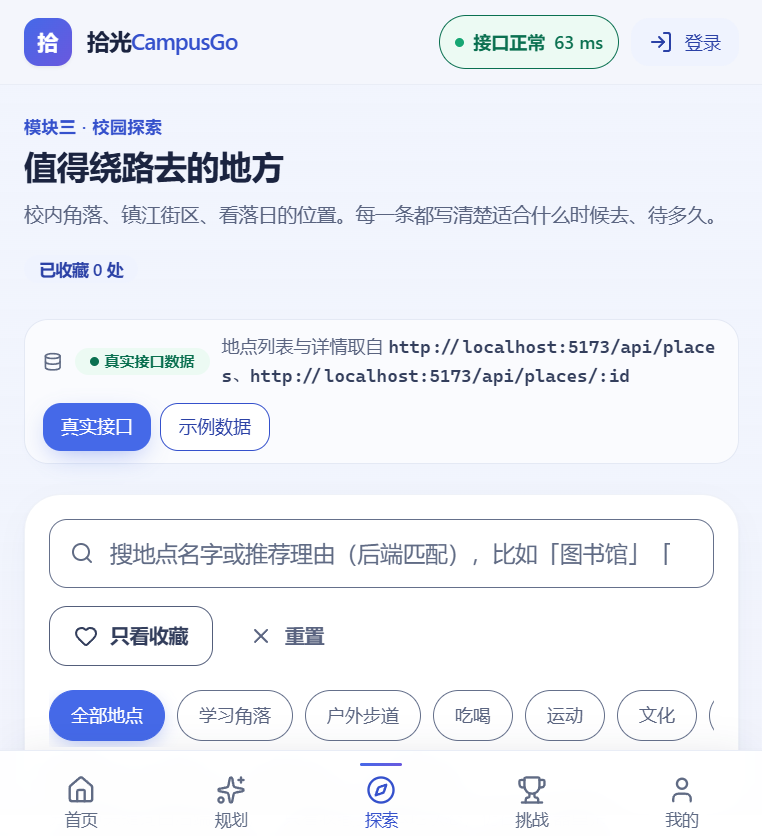 拾 拾光CampusGo 接口正常 63 ms 登录
模块三 · 校园探索
值得绕路去的地方
校内角落、镇江街区、看落日的位置。每一条都写清楚适合什么时候去、待多久。
已收藏 0 处
真实接口数据 地点列表与详情取自 http://localhost:5173/api/place
s、http://localhost:5173/api/places/:id
真实接口 示例数据
搜地点名字或推荐理由（后端匹配），比如「图书馆」「
只看收藏 重置
全部地点 学习角落 户外步道 吃喝 运动 文化
首页 规划 探索 挑战 我的